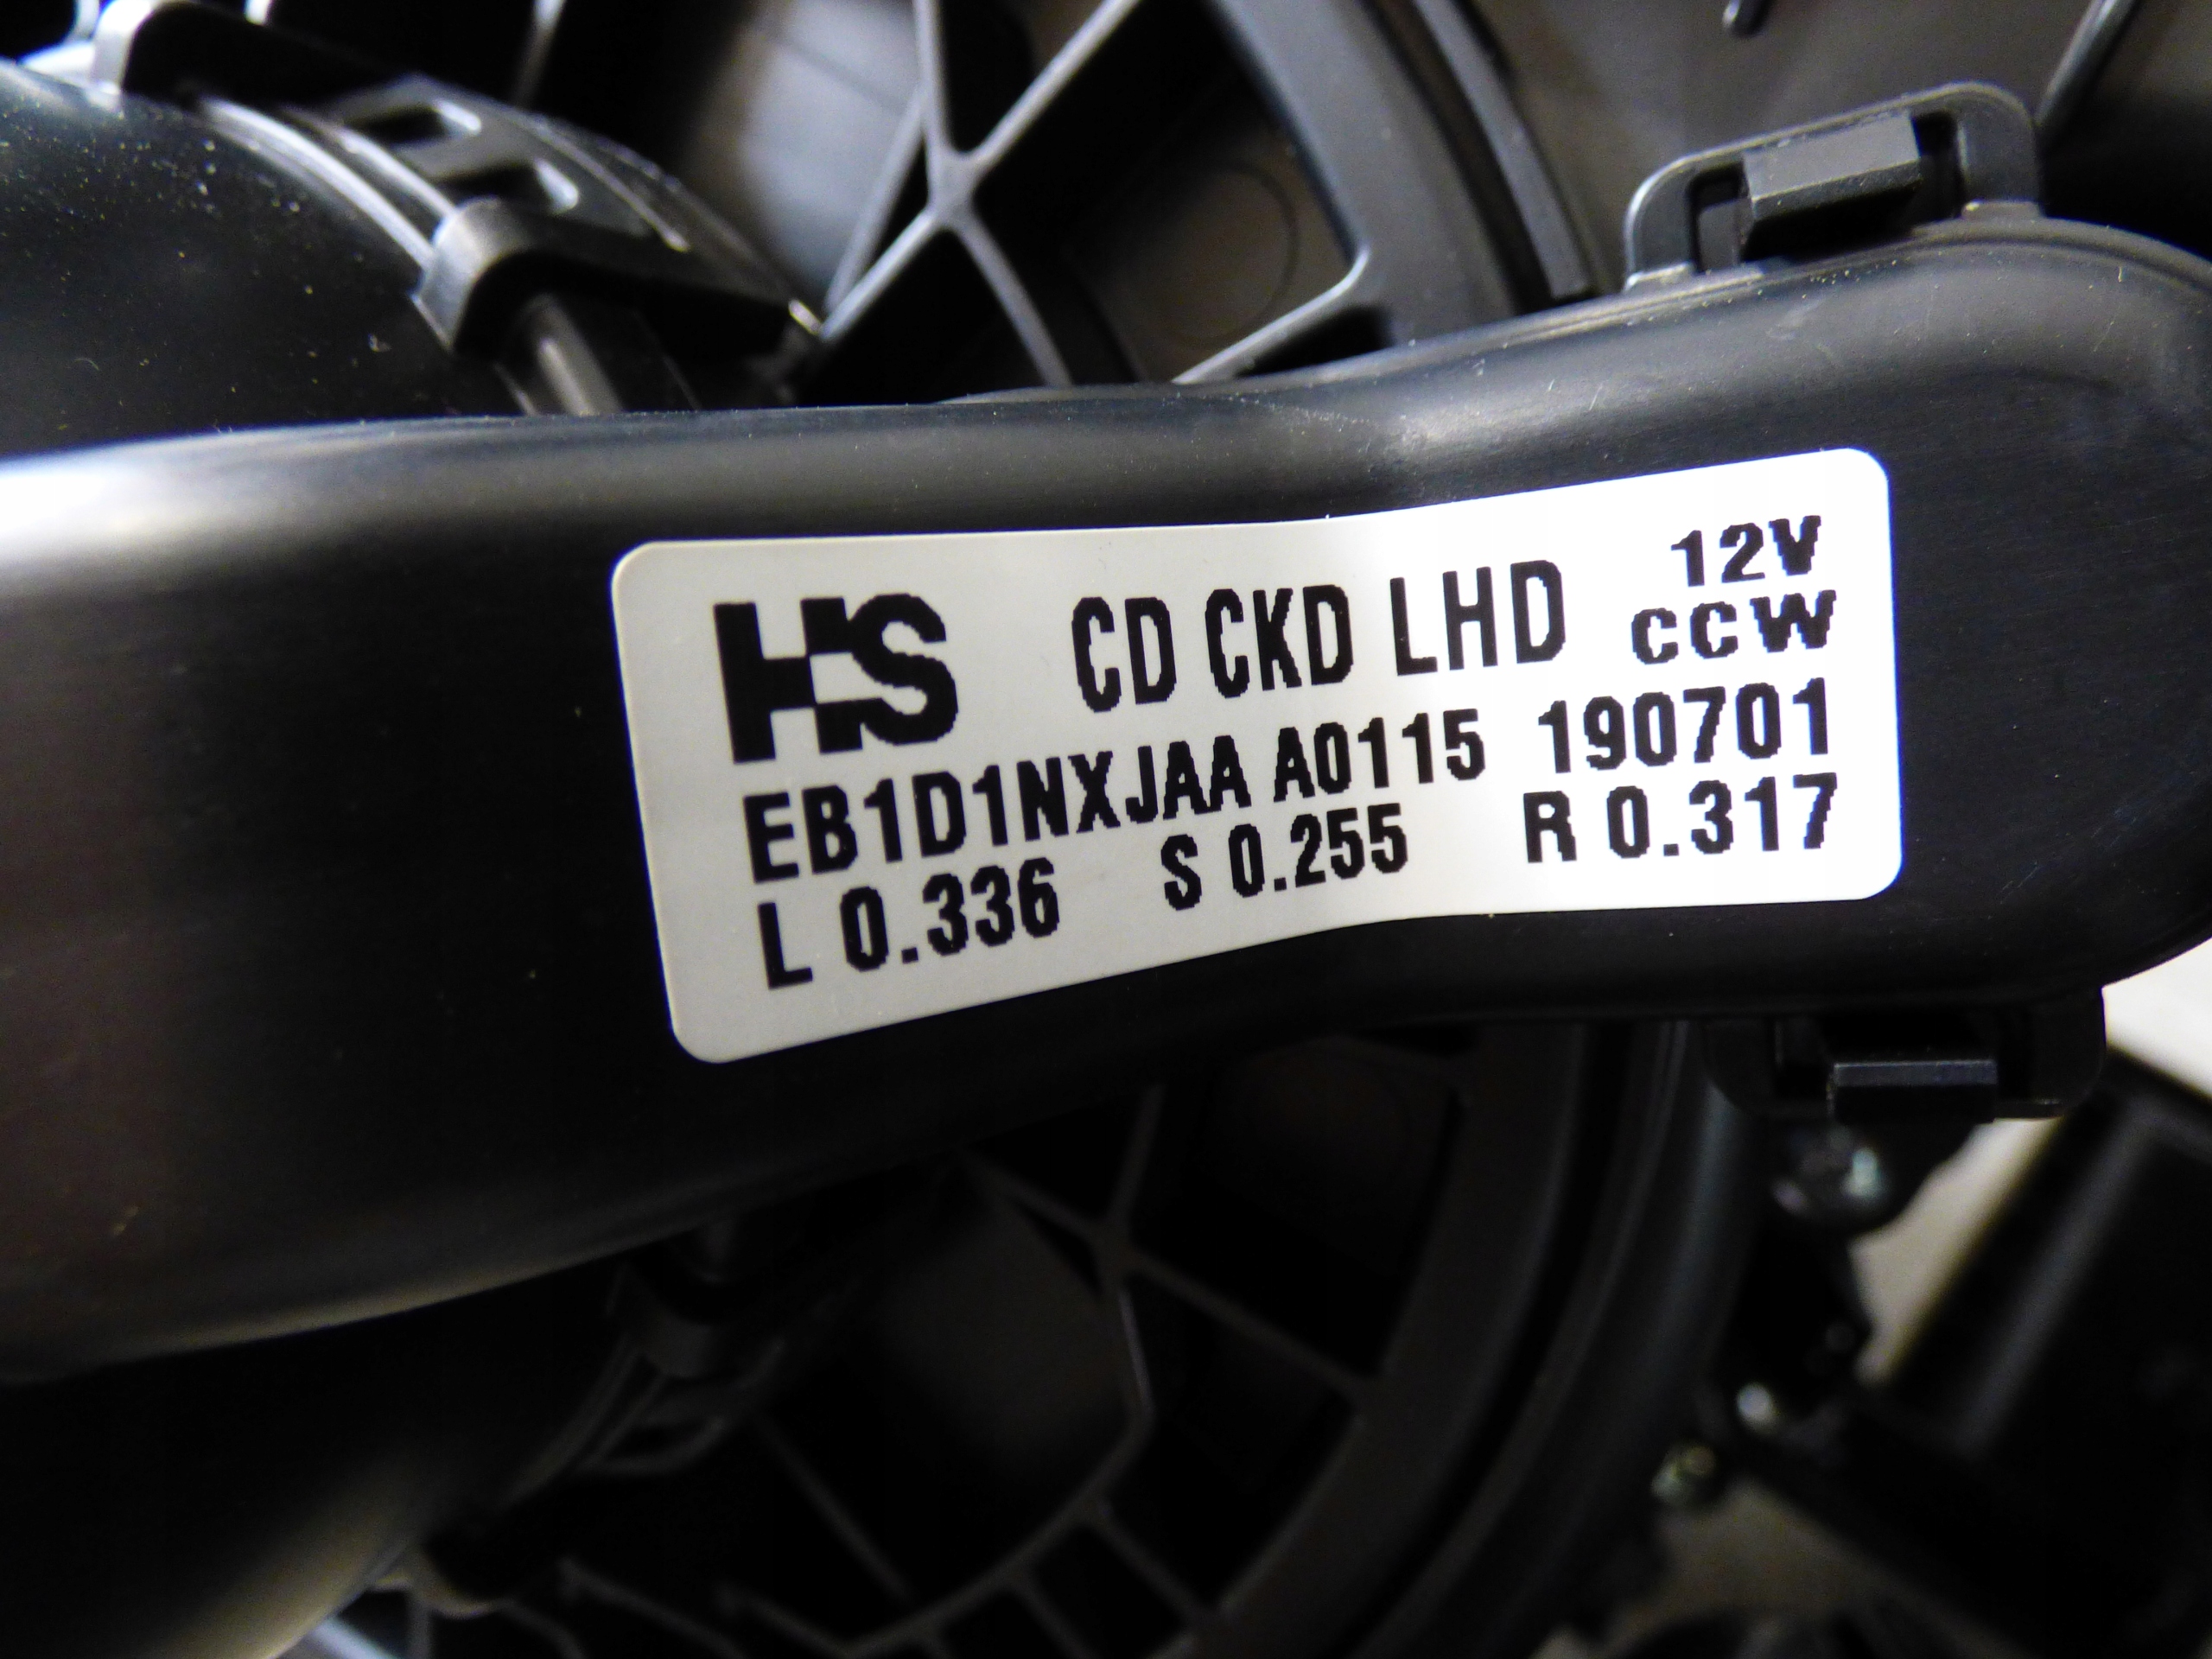 HS CD CKD LHD 12V
CCW
EB1D1NXJAA A0115 190701
L 0.336 S 0.255 R 0.317